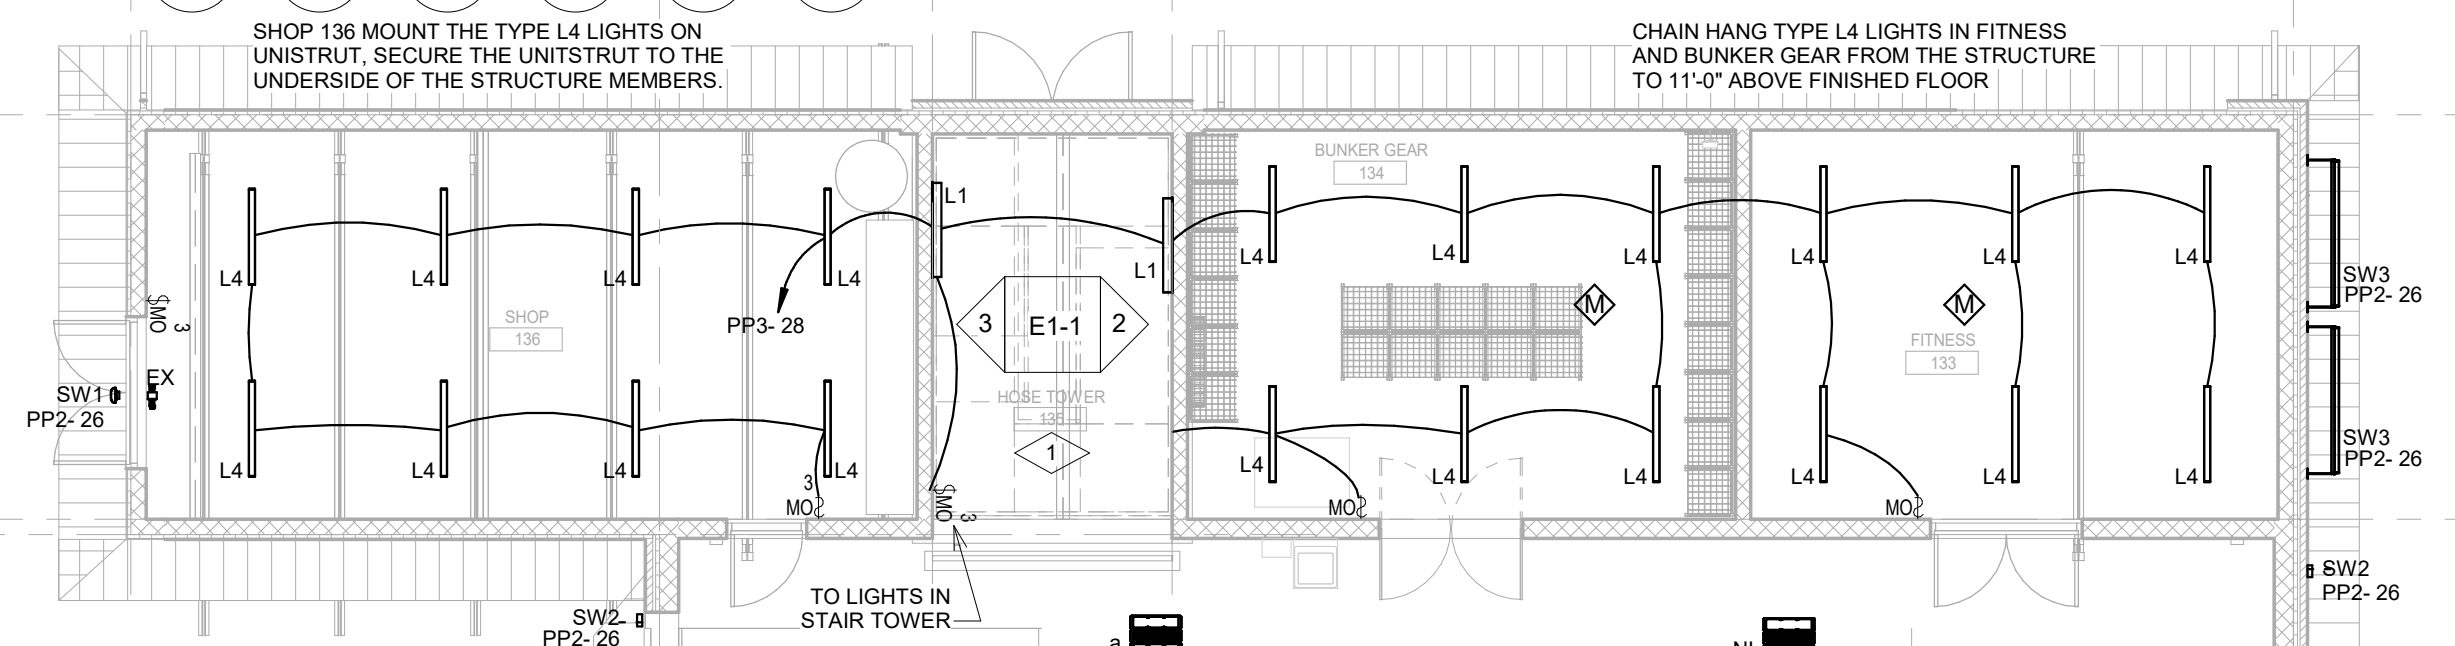 SHOP 136 MOUNT THE TYPE L4 LIGHTS ON
UNISTRUT, SECURE THE UNITSTRUT TO THE
UNDERSIDE OF THE STRUCTURE MEMBERS.
CHAIN HANG TYPE L4 LIGHTS IN FITNESS
AND BUNKER GEAR FROM THE STRUCTURE
TO 11'-0" ABOVE FINISHED FLOOR
BUNKER GEAR
134
L1
L4
L4
L4
L4
L1
L4
L4
L4
L4
L4
L4
SW3
PP2- 26
$MO
3
SHOP
136
PP3- 28
3
E1-1
2
M
M
FITNESS
133
EX
SW1
PP2- 26
HOSE TOWER
135
1
SW3
PP2- 26
L4
L4
L4
L4
L4
L4
L4
L4
L4
L4
3
MO$
$MO
3
MO$
MO$
TO LIGHTS IN
STAIR TOWER
SW2
PP2- 26
SW2
PP2- 26
a